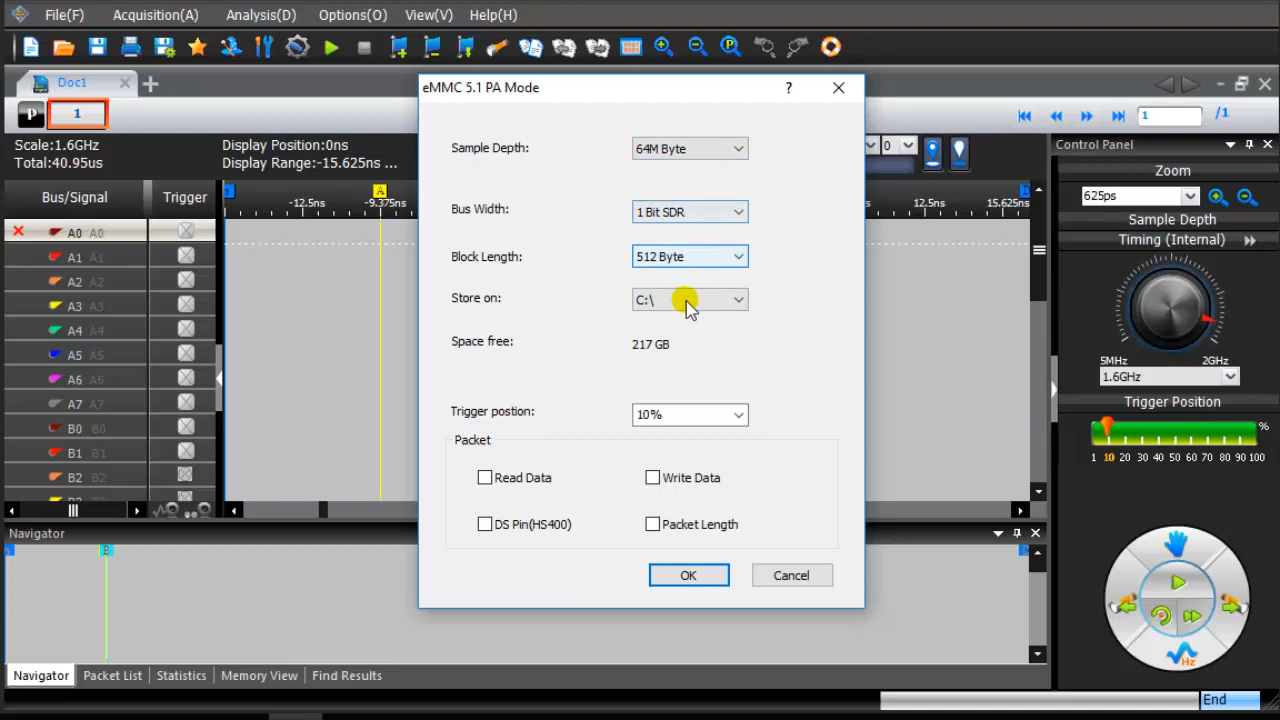 File(F) Acquisition(A) Analysis(D) Options(O) View(V) Help(H)
Doc1
P 1
1 /1
Scale:1.6GHz
Total:40.95us
Display Position:0ns
Display Range:-15.625ns ...
0
Bus/Signal Trigger
A
-12.5ns -9.375ns 12.5ns 15.625ns
A0 A0
A1 A1
A2 A2
A3 A3
A4 A4
A5 A5
A6 A6
A7 A7
B0 B0
B1 B1
B2 B2
eMMC 5.1 PA Mode
?
Sample Depth: 64M Byte
Bus Width: 1 Bit SDR
Block Length: 512 Byte
Store on: C:\
Space free: 217 GB
Trigger postion: 10%
Packet
Read Data Write Data
DS Pin(HS400) Packet Length
OK Cancel
Control Panel
Zoom
625ps
Sample Depth
Timing (Internal)
5MHz 2GHz
1.6GHz
Trigger Position
%
1 10 20 30 40 50 60 70 80 90 100
Hz
Navigator
B
Navigator Packet List Statistics Memory View Find Results
End